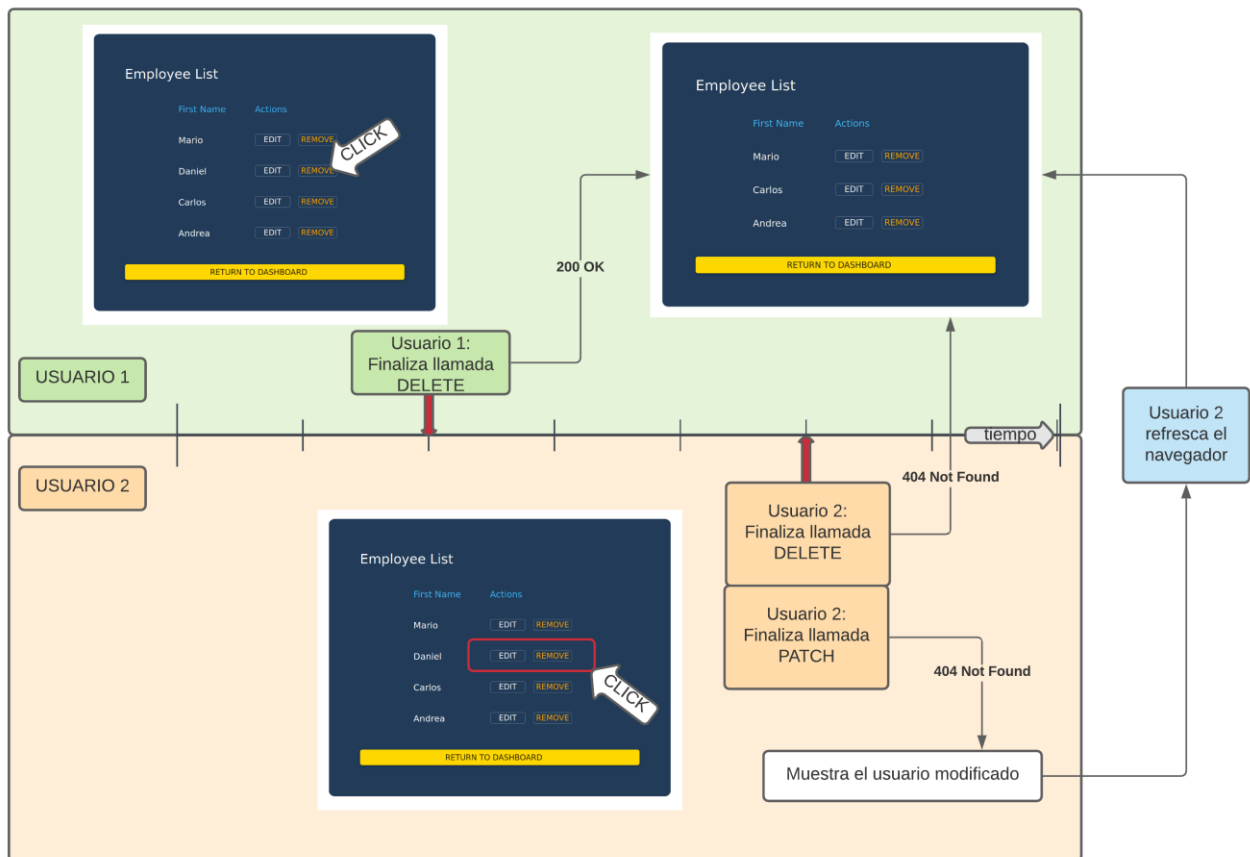 Employee List
First Name Actions
Mario EDIT REMOVE
Daniel EDIT REMOVE
Carlos EDIT REMOVE
Andrea EDIT REMOVE
RETURN TO DASHBOARD
CLICK
Employee List
First Name Actions
Mario EDIT REMOVE
Carlos EDIT REMOVE
Andrea EDIT REMOVE
RETURN TO DASHBOARD
200 OK
Usuario 1:
Finaliza llamada
DELETE
USUARIO 1
tiempo
Usuario 2
refresca el
navegador
USUARIO 2
404 Not Found
Usuario 2:
Finaliza llamada
DELETE
Employee List
First Name Actions
Mario EDIT REMOVE
Daniel EDIT REMOVE
Carlos EDIT REMOVE
Andrea EDIT REMOVE
RETURN TO DASHBOARD
CLICK
Usuario 2:
Finaliza llamada
PATCH
404 Not Found
Muestra el usuario modificado